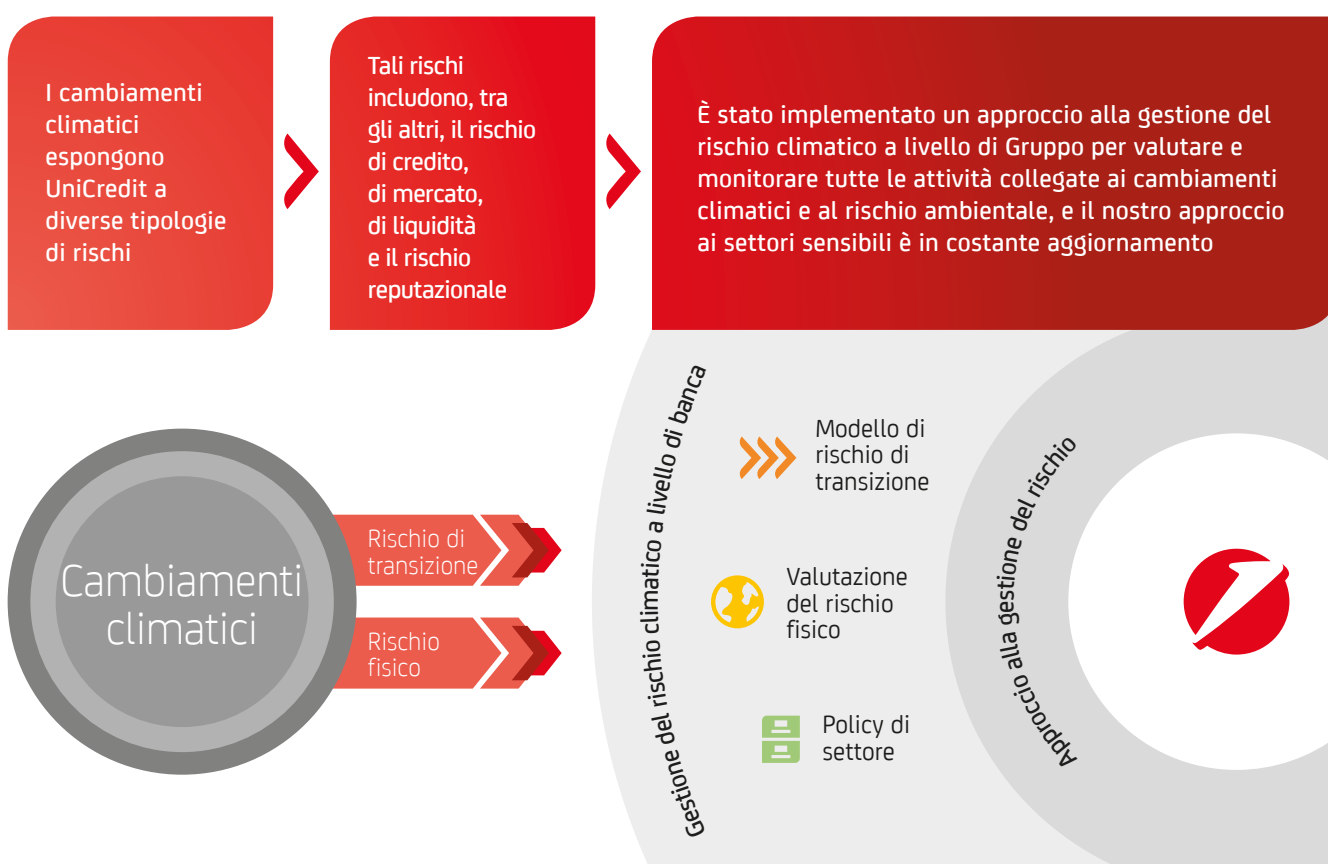 I cambiamenti
climatici
espongono
UniCredit a
diverse tipologie
di rischi
Tali rischi
includono, tra
gli altri, il rischio
di credito,
di mercato,
di liquidità
e il rischio
reputazionale
È stato implementato un approccio alla gestione del
rischio climatico a livello di Gruppo per valutare e
monitorare tutte le attività collegate ai cambiamenti
climatici e al rischio ambientale, e il nostro approccio
ai settori sensibili è in costante aggiornamento
Cambiamenti
climatici
Rischio di
transizione
Rischio
fisico
Gestione del rischio climatico a livello di banca
Modello di
rischio di
transizione
Valutazione
del rischio
fisico
Policy di
settore
Approccio alla gestione del rischio